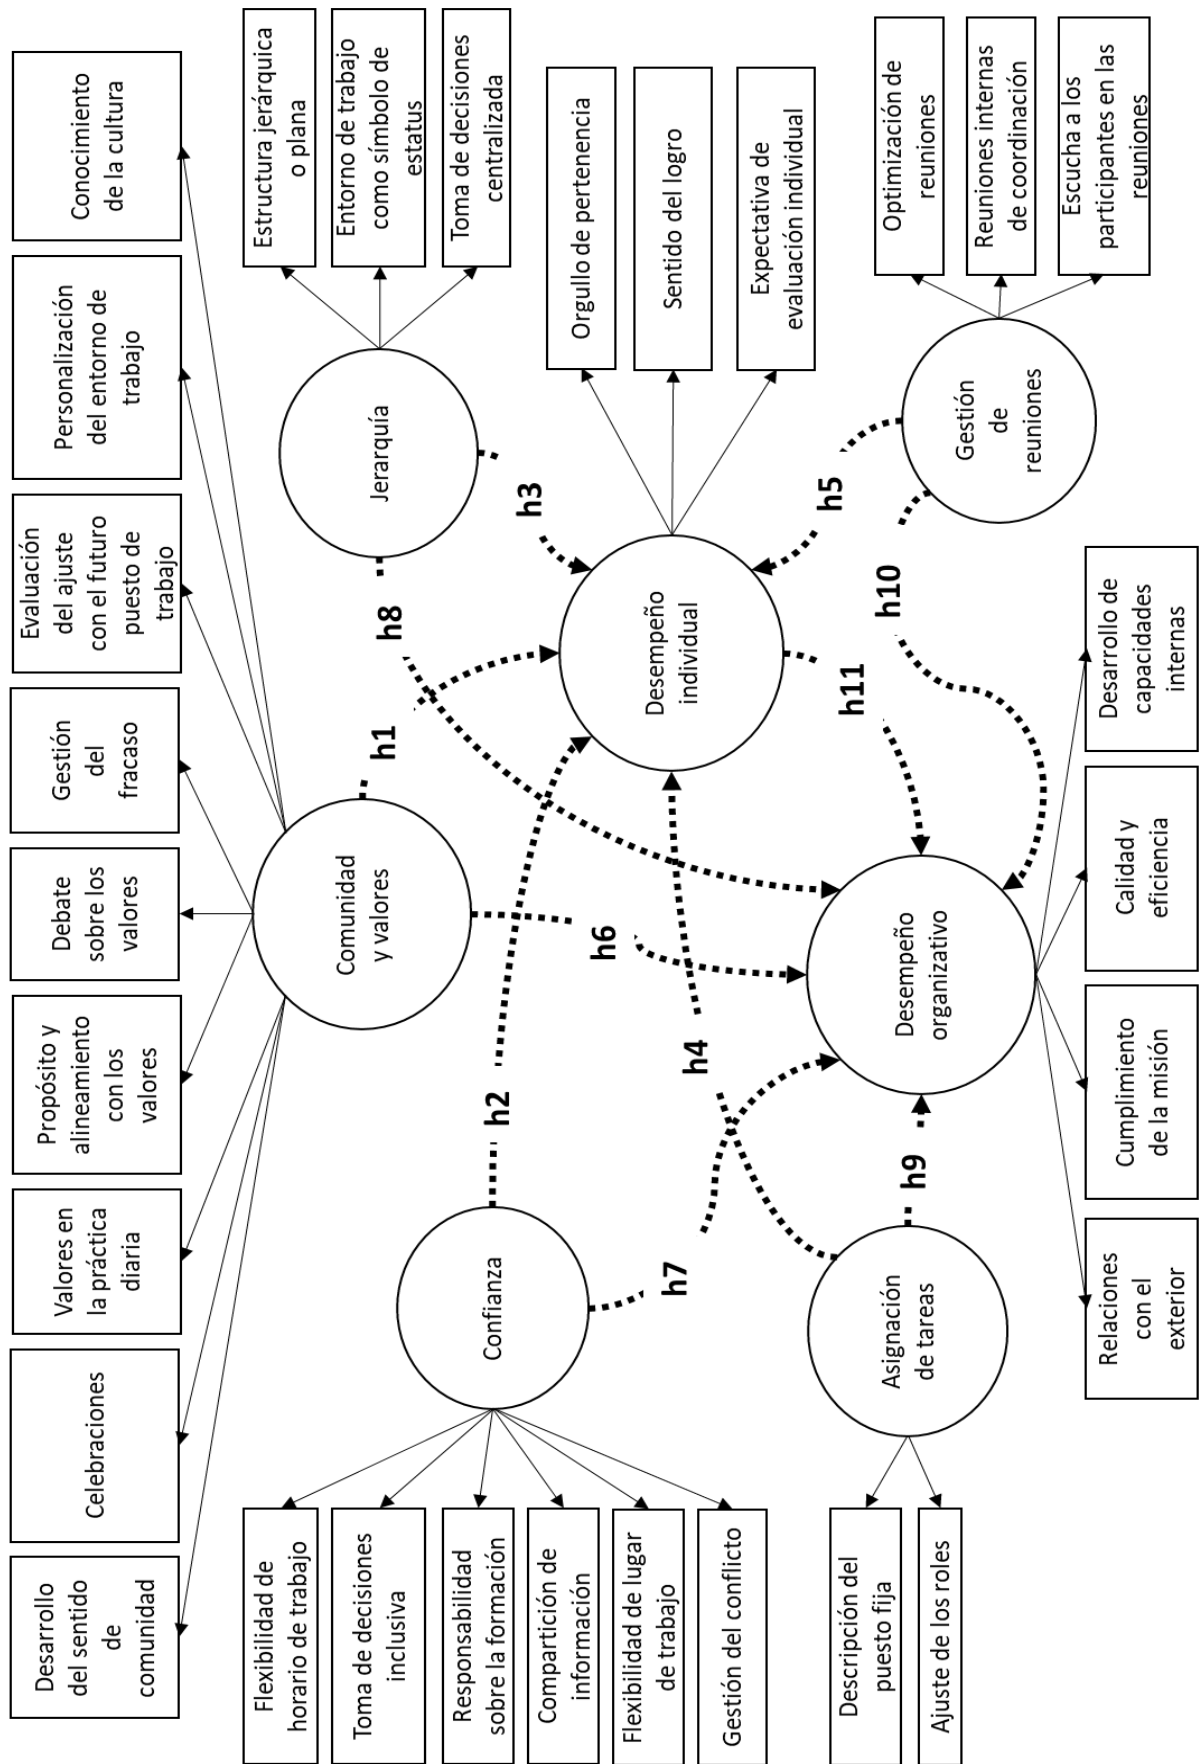 Desarrollo
del sentido
de
comunidad
Celebraciones
Valores en
la práctica
diaria
Propósito y
alineamiento
con los
valores
Debate
sobre los
valores
Gestión
del
fracaso
Evaluación
del ajuste
con el futuro
puesto de
trabajo
Personalización
del entorno de
trabajo
Conocimiento
de la cultura
Flexibilidad de
horario de trabajo
Toma de decisiones
inclusiva
Responsabilidad
sobre la formación
Compartición de
información
Flexibilidad de lugar
de trabajo
Gestión del conflicto
Confianza
Comunidad
y valores
Jerarquía
Estructura jerárquica
o plana
Entorno de trabajo
como símbolo de
estatus
Toma de decisiones
centralizada
h1
h8
h3
h2
h6
h7
h4
h11
h5
h10
h9
Desempeño
individual
Orgullo de pertenencia
Sentido del logro
Expectativa de
evaluación individual
Descripción del
puesto fija
Ajuste de los roles
Asignación
de tareas
Desempeño
organizativo
Gestión
de
reuniones
Optimización de
reuniones
Reuniones internas
de coordinación
Escucha a los
participantes en las
reuniones
Relaciones
con el
exterior
Cumplimiento
de la misión
Calidad y
eficiencia
Desarrollo de
capacidades
internas